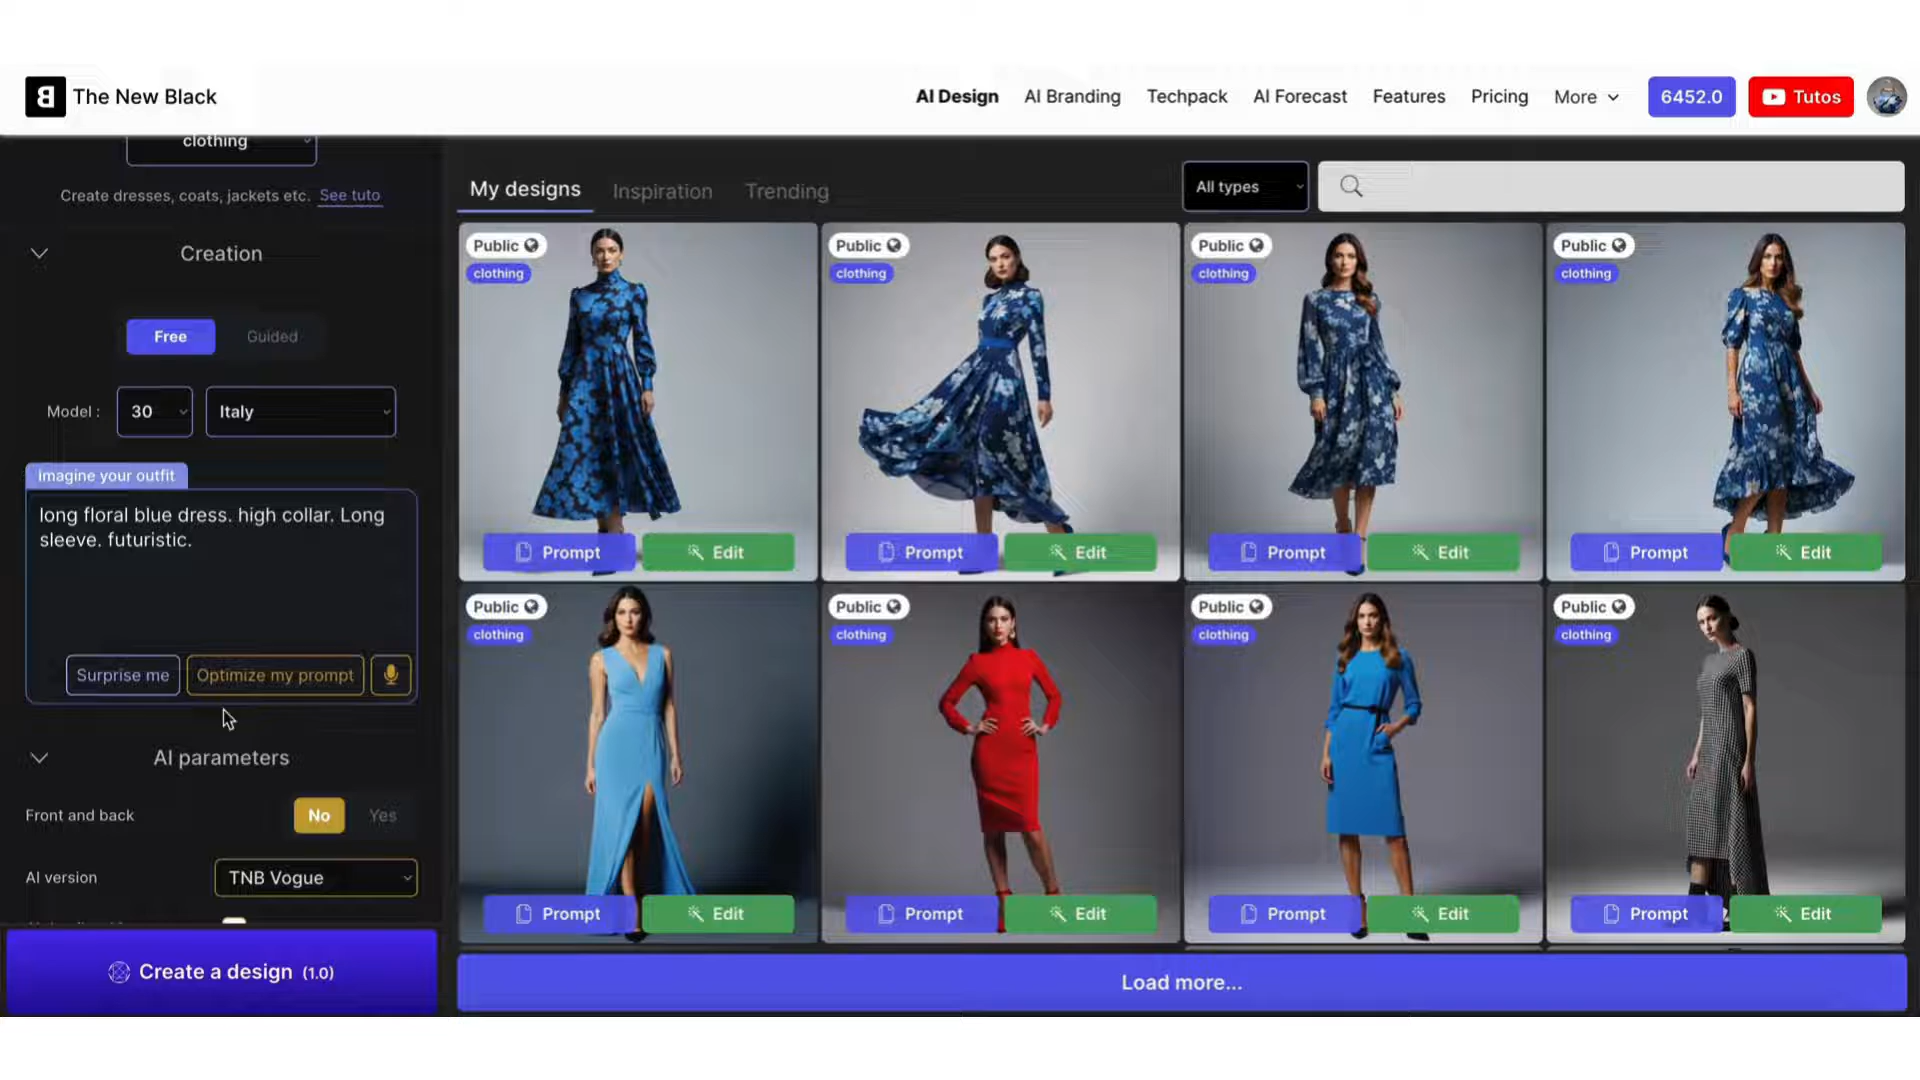 B The New Black
AI Design AI Branding Techpack AI Forecast Features Pricing More 6452.0 Tutos
clothing
Create dresses, coats, jackets etc. See tuto
Creation
Free Guided
Model : 30 Italy
Imagine your outfit
long floral blue dress. high collar. Long
sleeve. futuristic.
Surprise me Optimize my prompt
AI parameters
Front and back No Yes
AI version TNB Vogue
Create a design (1.0)
My designs Inspiration Trending All types
Public Public Public Public
clothing clothing clothing clothing
Prompt Edit Prompt Edit Prompt Edit Prompt Edit
Public Public Public Public
clothing clothing clothing clothing
Prompt Edit Prompt Edit Prompt Edit Prompt Edit
Load more...